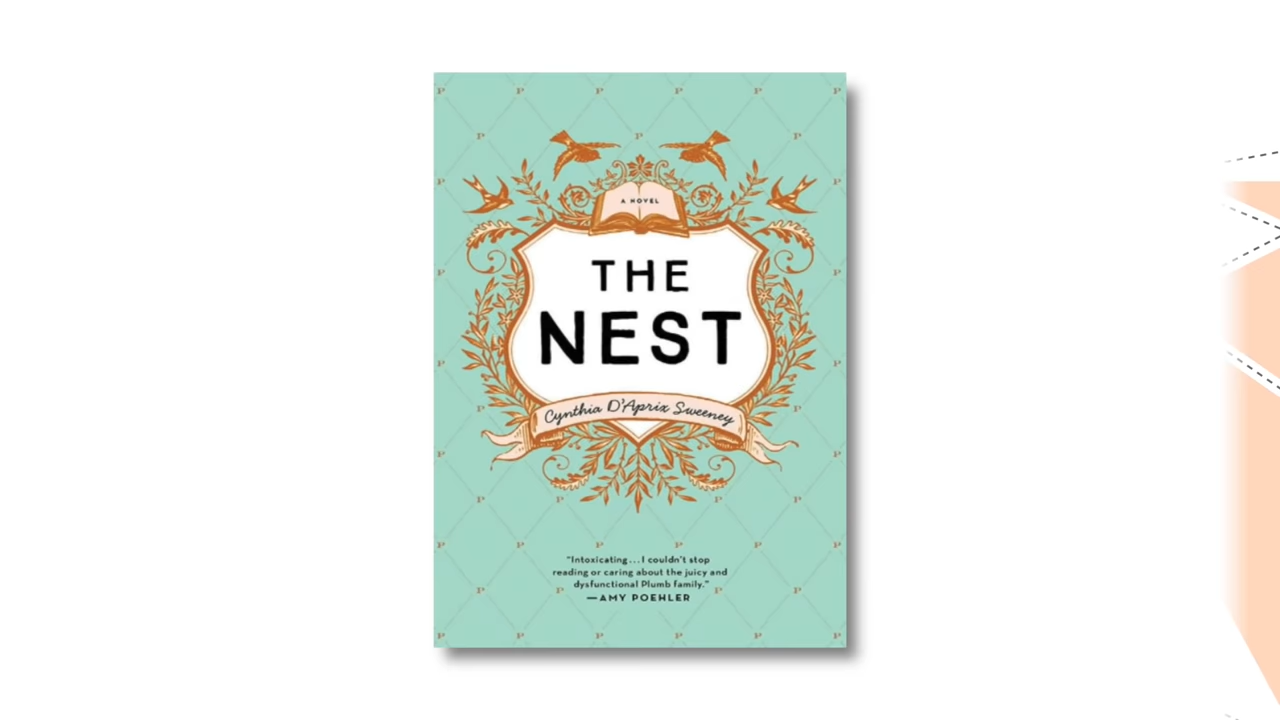 A NOVEL
THE
NEST
Cynthia D'Aprix Sweeney
"Intoxicating...I couldn't stop
reading or caring about the juicy and
dysfunctional Plumb family."
—AMY POEHLER